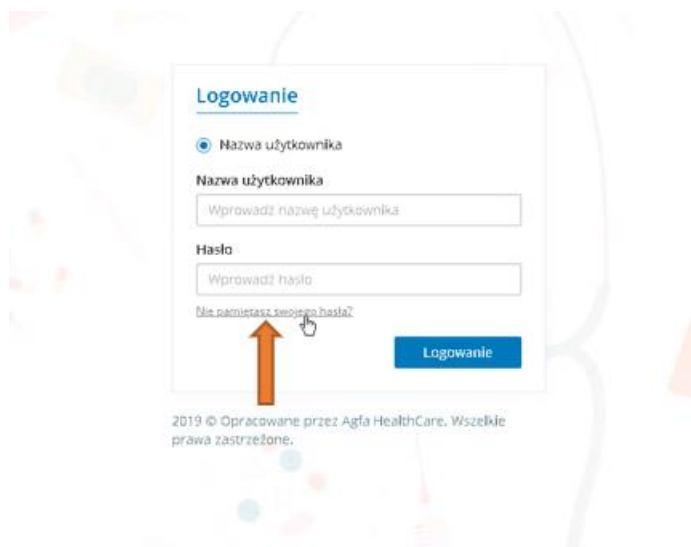 Logowanie
Nazwa użytkownika
Nazwa użytkownika
Wprowadź nazwę użytkownika
Hasło
Wprowadź hasło
Nie pamiętasz swojego hasła?
Logowanie
2019 © Opracowane przez Agfa HealthCare. Wszelkie
prawa zastrzeżone.